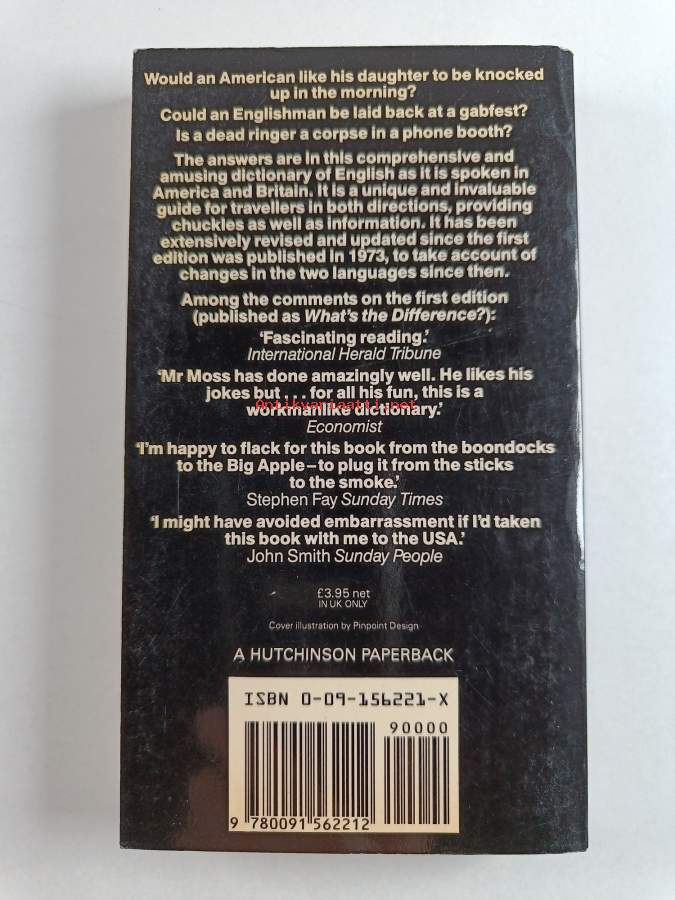 Would an American like his daughter to be knocked
up in the morning?
Could an Englishman be laid back at a gabfest?
Is a dead ringer a corpse in a phone booth?
The answers are in this comprehensive and
amusing dictionary of English as it is spoken in
America and Britain. It is a unique and invaluable
guide for travellers in both directions, providing
chuckles as well as information. It has been
extensively revised and updated since the first
edition was published in 1973, to take account of
changes in the two languages since then.
Among the comments on the first edition
(published as What's the Difference?):
'Fascinating reading.'
International Herald Tribune
'Mr Moss has done amazingly well. He likes his
jokes but . . . for all his fun, this is a
Antikvariaatti.net
workmanlike dictionary.'
Economist
'I'm happy to flack for this book from the boondocks
to the Big Apple – to plug it from the sticks
to the smoke.'
Stephen Fay Sunday Times
'I might have avoided embarrassment if I'd taken
this book with me to the USA.'
John Smith Sunday People
£3.95 net
IN UK ONLY
Cover illustration by Pinpoint Design
A HUTCHINSON PAPERBACK
ISBN 0-09-156221-X
90000
9 780091 562212